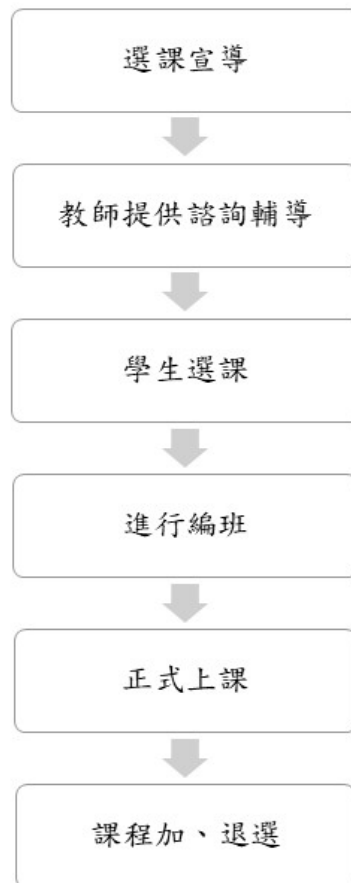 選課宣導
教師提供諮詢輔導
學生選課
進行編班
正式上課
課程加、退選